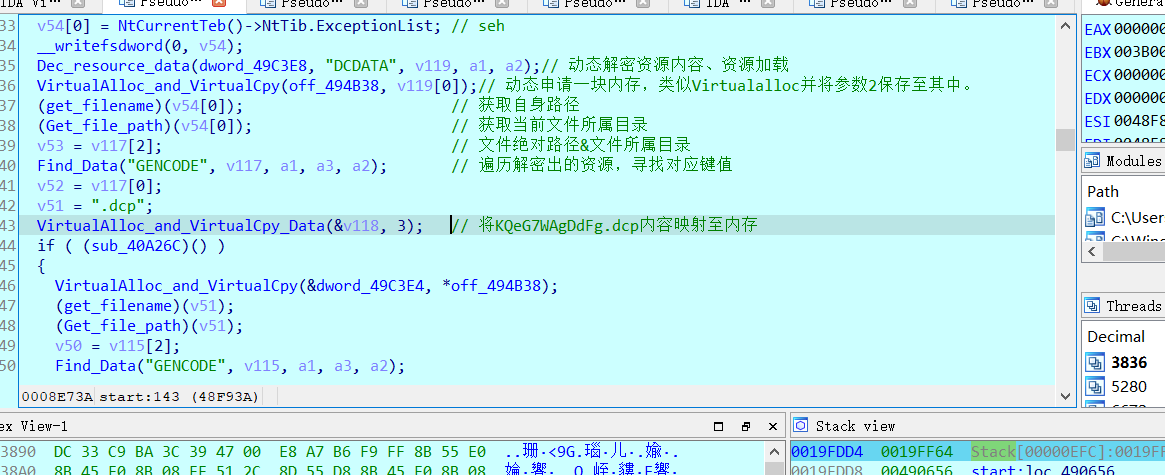 IDA Vi··· Pseudo··· Pseudo··· Pseudo··· Pseudo··· IDA ··· Pseudo··· Pseudo··· General
33 v54[0] = NtCurrentTeb()->NtTib.ExceptionList; // seh
34 __writefsdword(0, v54);
35 Dec_resource_data(dword_49C3E8, "DCDATA", v119, a1, a2);// 动态解密资源内容、资源加载
36 VirtualAlloc_and_VirtualCpy(off_494B38, v119[0]);// 动态申请一块内存，类似Virtualalloc并将参数2保存至其中。
37 (get_filename)(v54[0]); // 获取自身路径
38 (Get_file_path)(v54[0]); // 获取当前文件所属目录
39 v53 = v117[2]; // 文件绝对路径&文件所属目录
40 Find_Data("GENCODE", v117, a1, a3, a2); // 遍历解密出的资源，寻找对应键值
41 v52 = v117[0];
42 v51 = ".dcp";
43 VirtualAlloc_and_VirtualCpy_Data(&v118, 3); // 将KQeG7WAgDdFg.dcp内容映射至内存
44 if ( (sub_40A26C)() )
45 {
46 VirtualAlloc_and_VirtualCpy(&dword_49C3E4, *off_494B38);
47 (get_filename)(v51);
48 (Get_file_path)(v51);
49 v50 = v115[2];
50 Find_Data("GENCODE", v115, a1, a3, a2);
0008E73A start:143 (48F93A)
EAX 000000
EBX 003B00
ECX 000000
EDX 000000
ESI 0048F8
Modules
Path
C:\User
C:\Wind
Threads
Decimal
3836
5280
ex View-1
3890 DC 33 C9 BA 3C 39 47 00 E8 A7 B6 F9 FF 8B 55 E0
38A0 8B 45 F0 8B 08 FF 51 2C 8D 55 D8 8B 45 F0 8B 08
Stack view
0019FDD4 0019FF64 Stack[00000EFC]:0019FF
0019FDD8 00490656 start:loc_490656